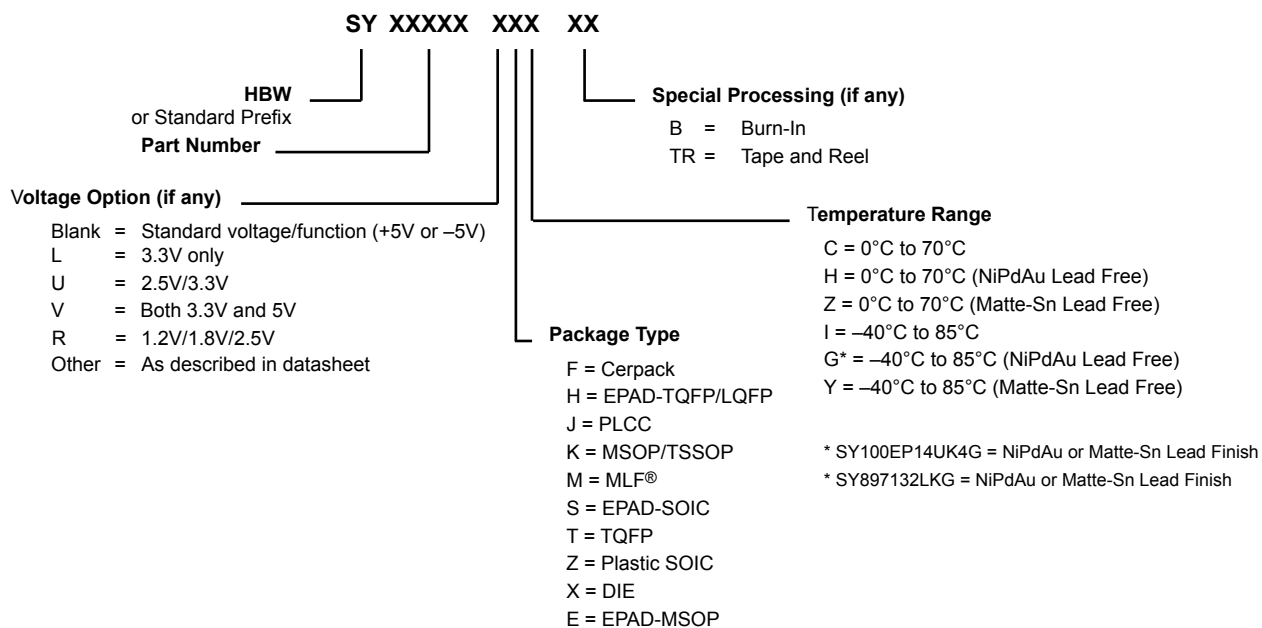 SY XXXXX XXX XX
HBW
or Standard Prefix
Part Number
Voltage Option (if any)
Blank = Standard voltage/function (+5V or –5V)
L = 3.3V only
U = 2.5V/3.3V
V = Both 3.3V and 5V
R = 1.2V/1.8V/2.5V
Other = As described in datasheet
Package Type
F = Cerpack
H = EPAD-TQFP/LQFP
J = PLCC
K = MSOP/TSSOP
M = MLF®
S = EPAD-SOIC
T = TQFP
Z = Plastic SOIC
X = DIE
E = EPAD-MSOP
Special Processing (if any)
B = Burn-In
TR = Tape and Reel
Temperature Range
C = 0°C to 70°C
H = 0°C to 70°C (NiPdAu Lead Free)
Z = 0°C to 70°C (Matte-Sn Lead Free)
I = –40°C to 85°C
G* = –40°C to 85°C (NiPdAu Lead Free)
Y = –40°C to 85°C (Matte-Sn Lead Free)
* SY100EP14UK4G = NiPdAu or Matte-Sn Lead Finish
* SY897132LKG = NiPdAu or Matte-Sn Lead Finish